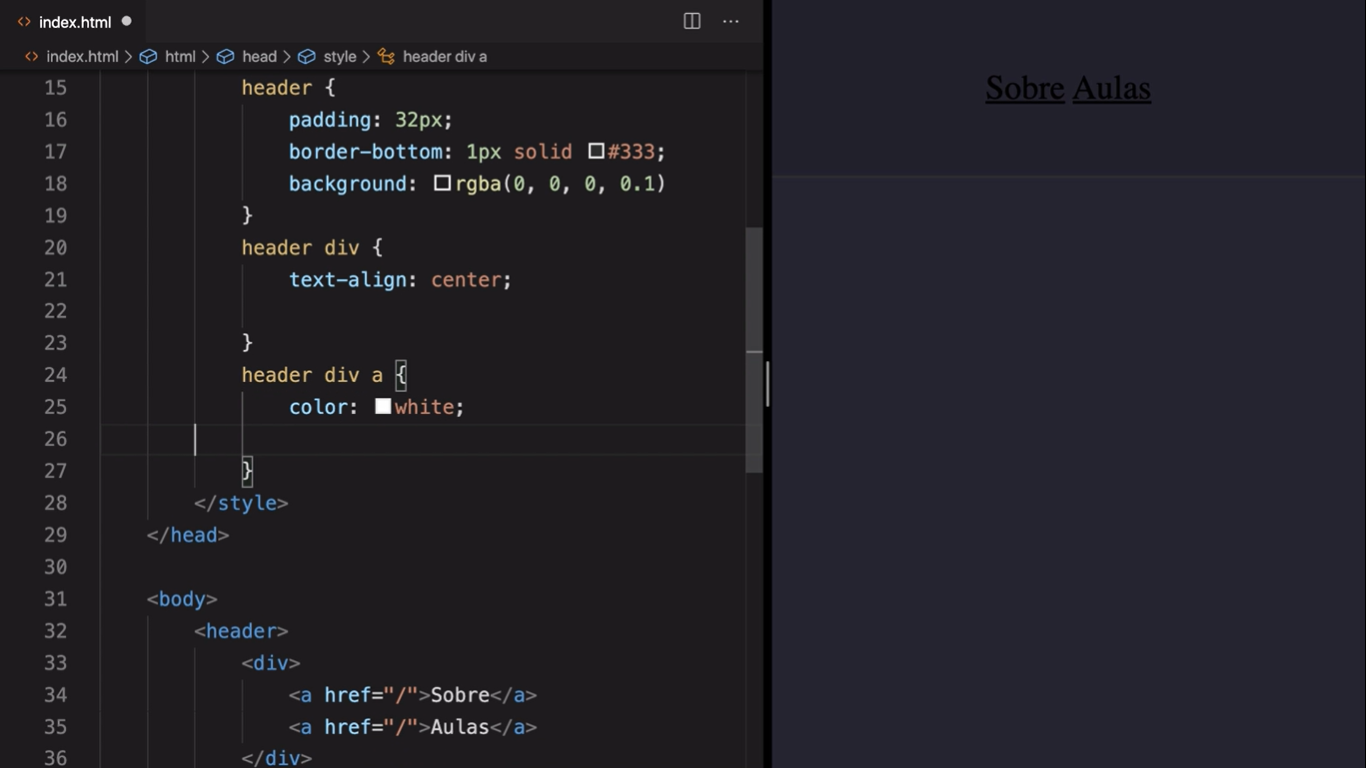 index.html
index.html > html > head > style > header div a
15 header {
16 padding: 32px;
17 border-bottom: 1px solid #333;
18 background: rgba(0, 0, 0, 0.1)
19 }
20 header div {
21 text-align: center;
22
23 }
24 header div a {
25 color: white;
26
27 }
28 </style>
29 </head>
30
31 <body>
32 <header>
33 <div>
34 <a href="/">Sobre</a>
35 <a href="/">Aulas</a>
36 </div>
Sobre Aulas